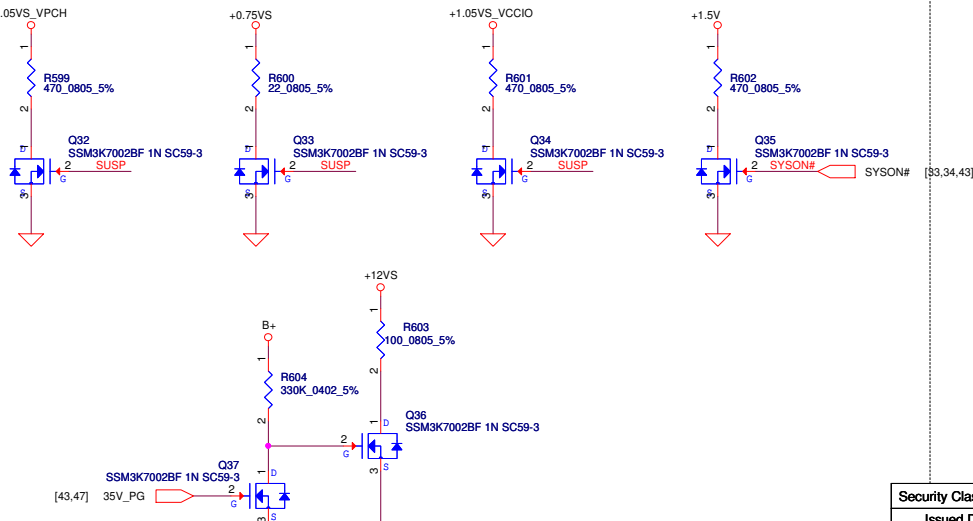 .05VS_VPCH
+0.75VS
+1.05VS_VCCIO
+1.5V
1
1
1
1
R599
470_0805_5%
R600
22_0805_5%
R601
470_0805_5%
R602
470_0805_5%
2
2
2
2
Q32
SSM3K7002BF 1N SC59-3
Q33
SSM3K7002BF 1N SC59-3
Q34
SSM3K7002BF 1N SC59-3
Q35
SSM3K7002BF 1N SC59-3
1
D
1
D
1
D
1
D
2
SUSP
G
2
SUSP
G
2
SUSP
G
2
SYSON#
G
SYSON#
[33,34,43]
S
3
S
3
S
3
S
3
+12VS
1
R603
100_0805_5%
2
B+
1
R604
330K_0402_5%
2
Q36
SSM3K7002BF 1N SC59-3
1
D
2
G
S
3
Q37
SSM3K7002BF 1N SC59-3
1
D
[43,47]
35V_PG
2
G
S
3
Security Clas
Issued D